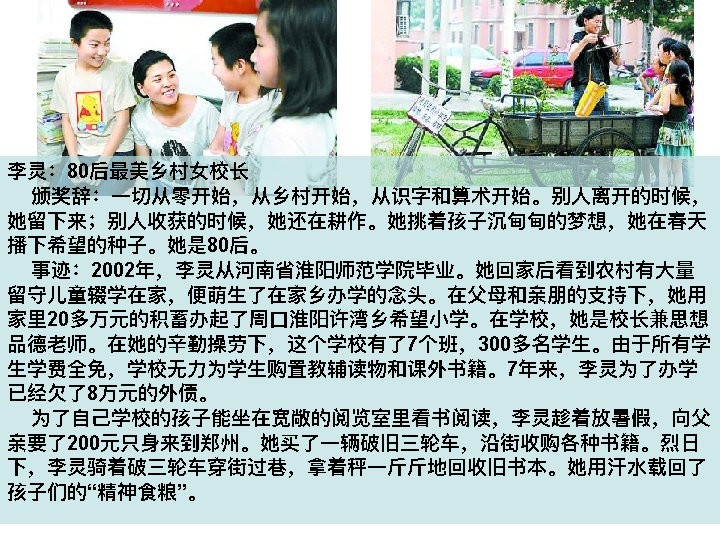 李灵：80后最美乡村女校长
颁奖辞：一切从零开始，从乡村开始，从识字和算术开始。别人离开的时候，
她留下来；别人收获的时候，她还在耕作。她挑着孩子沉甸甸的梦想，她在春天
播下希望的种子。她是80后。
事迹：2002年，李灵从河南省淮阳师范学院毕业。她回家后看到农村有大量
留守儿童辍学在家，便萌生了在家乡办学的念头。在父母和亲朋的支持下，她用
家里20多万元的积蓄办起了周口淮阳许湾乡希望小学。在学校，她是校长兼思想
品德老师。在她的辛勤操劳下，这个学校有了7个班，300多名学生。由于所有学
生学费全免，学校无力为学生购置教辅读物和课外书籍。7年来，李灵为了办学
已经欠了8万元的外债。
为了自己学校的孩子能坐在宽敞的阅览室里看书阅读，李灵趁着放暑假，向父
亲要了200元只身来到郑州。她买了一辆破旧三轮车，沿街收购各种书籍。烈日
下，李灵骑着破三轮车穿街过巷，拿着秤一斤斤地回收旧书本。她用汗水载回了
孩子们的“精神食粮”。